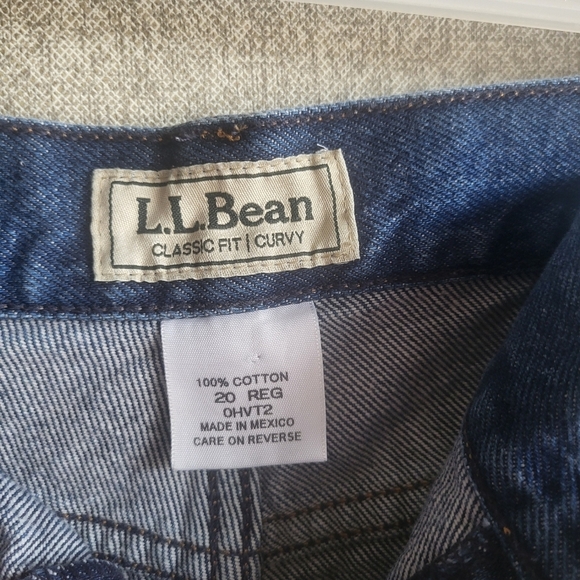 L.L.Bean
CLASSIC FIT | CURVY
100% COTTON
20 REG
0HVT2
MADE IN MEXICO
CARE ON REVERSE